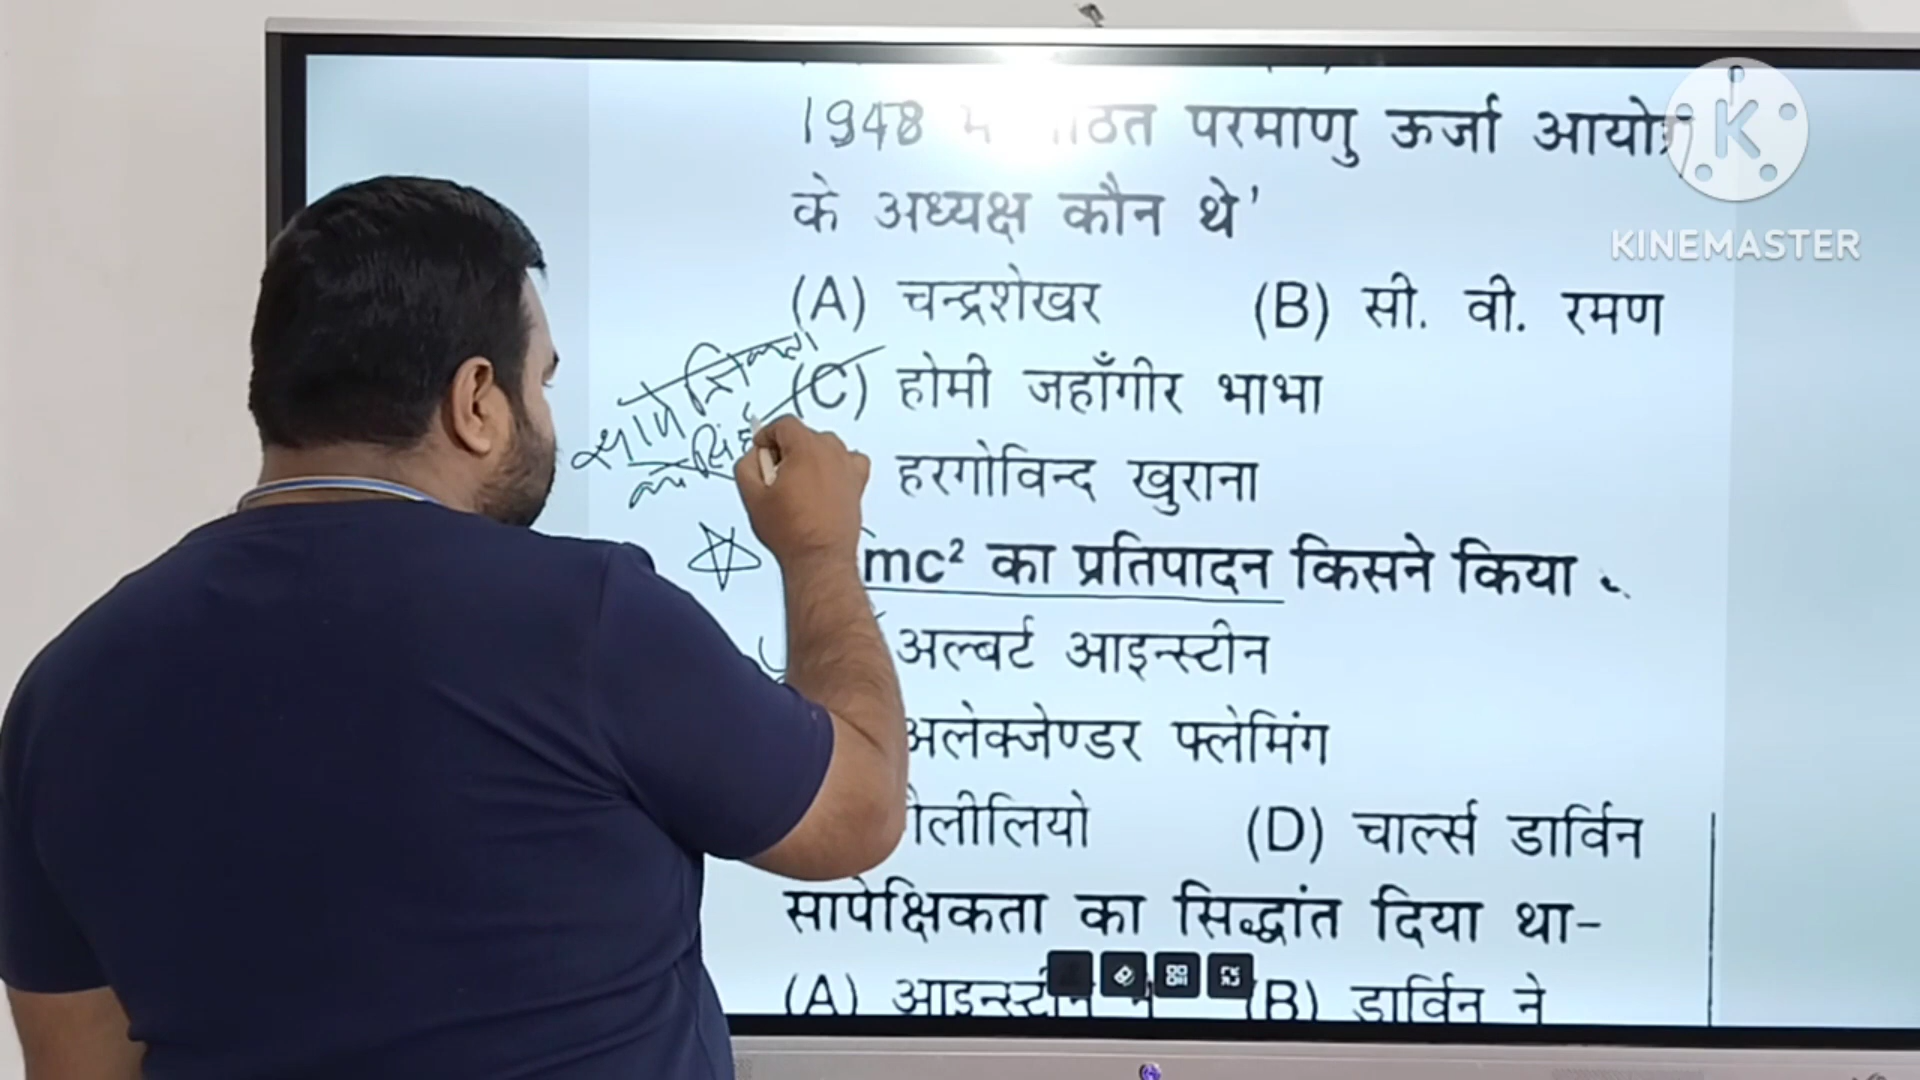 1948 में गठित परमाणु ऊर्जा आयोग
के अध्यक्ष कौन थे'
(A) चन्द्रशेखर (B) सी. वी. रमण
(C) होमी जहाँगीर भाभा
हरगोविन्द खुराना
mc² का प्रतिपादन किसने किया
अल्बर्ट आइन्स्टीन
अलेक्जेण्डर फ्लेमिंग
लीलियो (D) चार्ल्स डार्विन
सापेक्षिकता का सिद्धांत दिया था-
(A) आइन्स्टीन ने (B) डार्विन ने
K
KINEMASTER